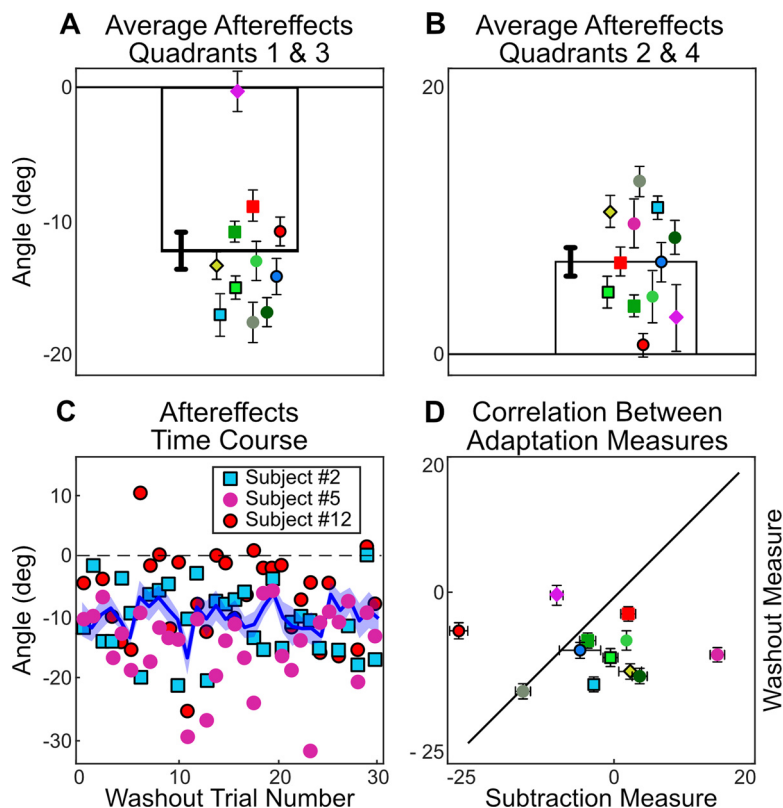 A
Average Aftereffects
Quadrants 1 & 3
Angle (deg)
0
-10
-20
B
Average Aftereffects
Quadrants 2 & 4
20
0
C
Aftereffects
Time Course
Angle (deg)
10
0
-10
-20
-30
Subject #2
Subject #5
Subject #12
0
10
20
30
Washout Trial Number
D
Correlation Between
Adaptation Measures
20
0
- 25
-25
0
20
Subtraction Measure
Washout Measure